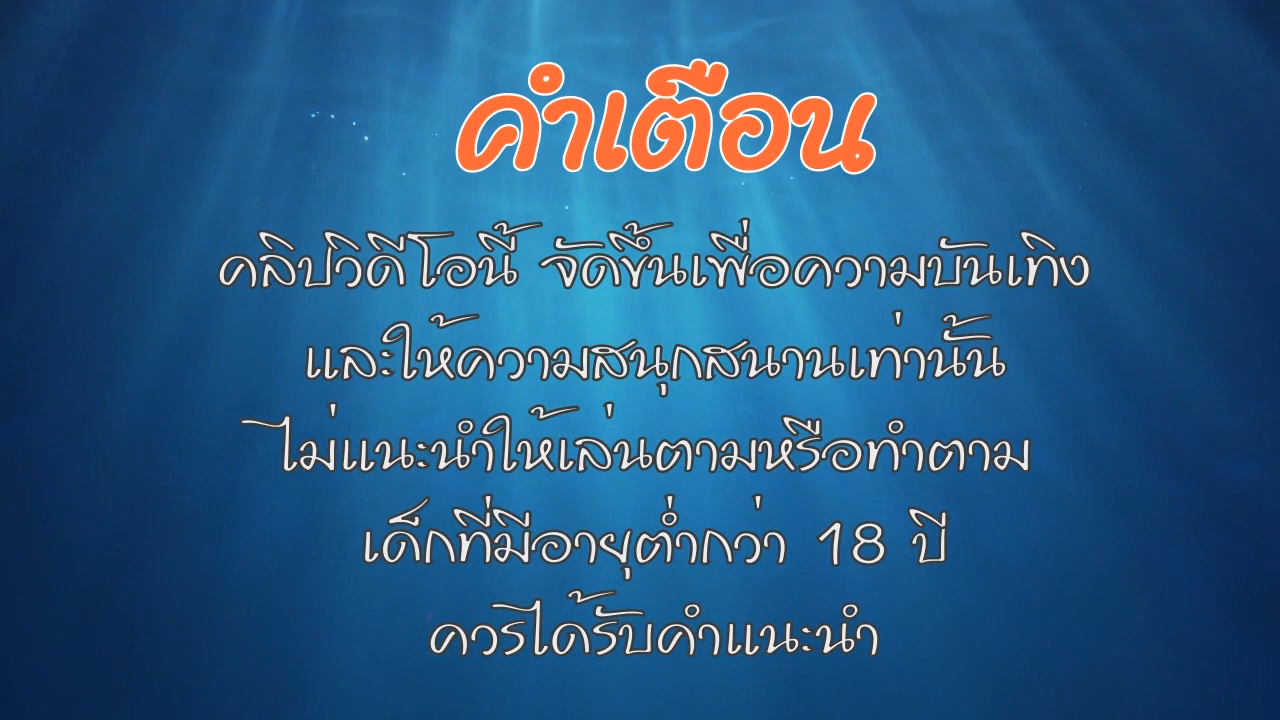 คำเตือน
คลิปวิดีโอนี้ จัดขึ้นเพื่อความบันเทิง
และให้ความสนุกสนานเท่านั้น
ไม่แนะนำให้เล่นตามหรือทำตาม
เด็กที่มีอายุต่ำกว่า 18 ปี
ควรได้รับคำแนะนำ